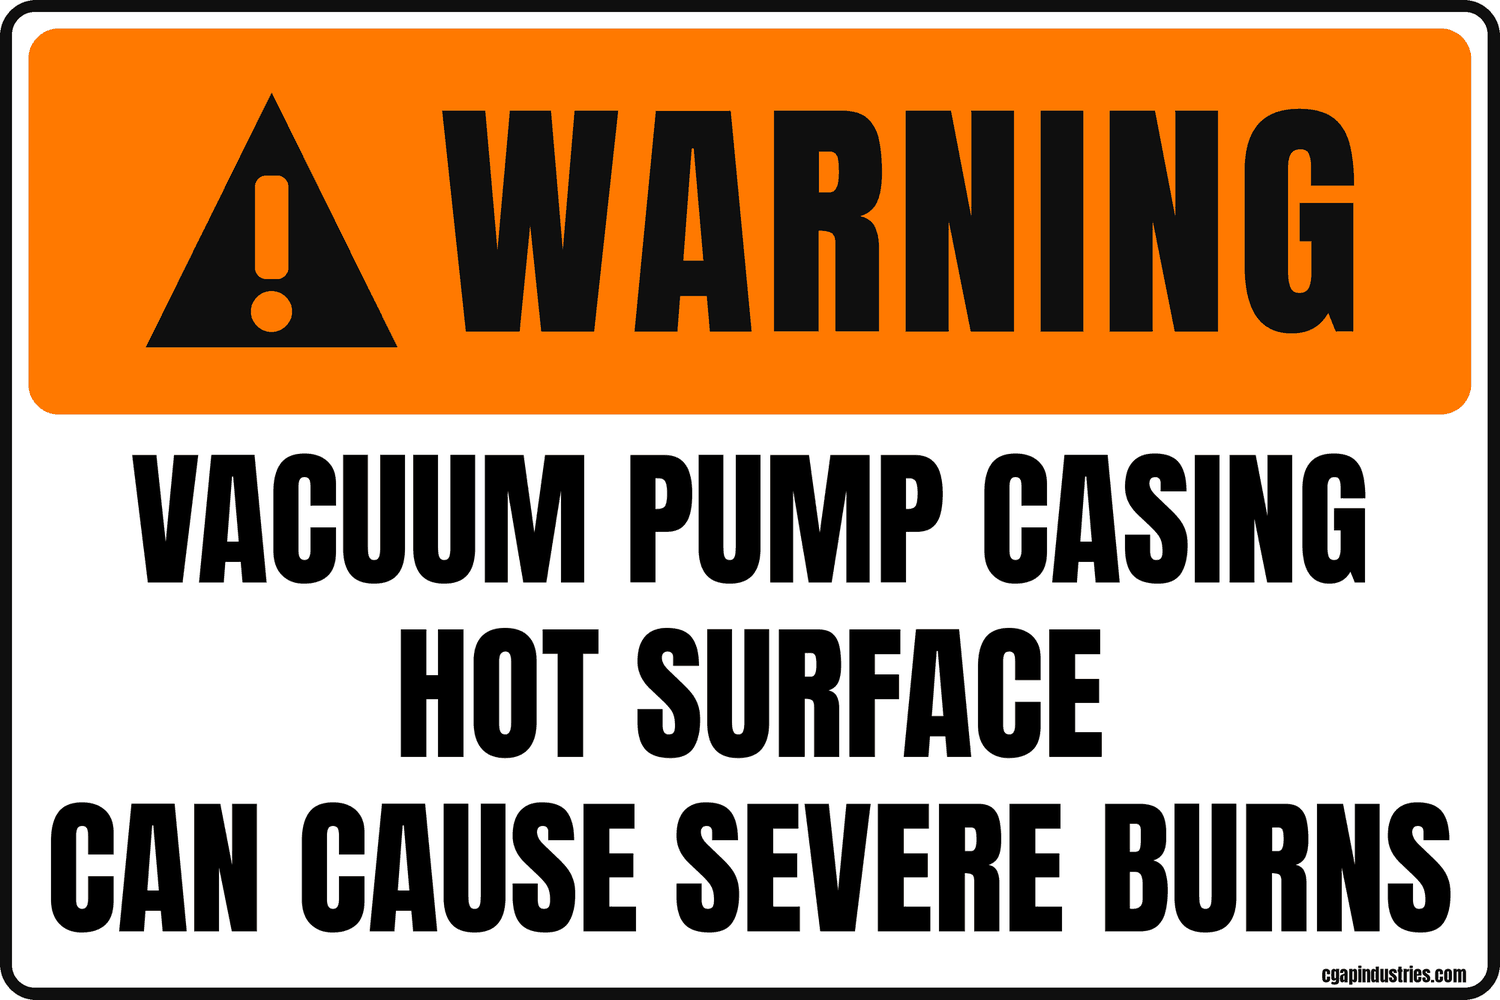 WARNING
VACUUM PUMP CASING
HOT SURFACE
CAN CAUSE SEVERE BURNS
cgapindustries.com